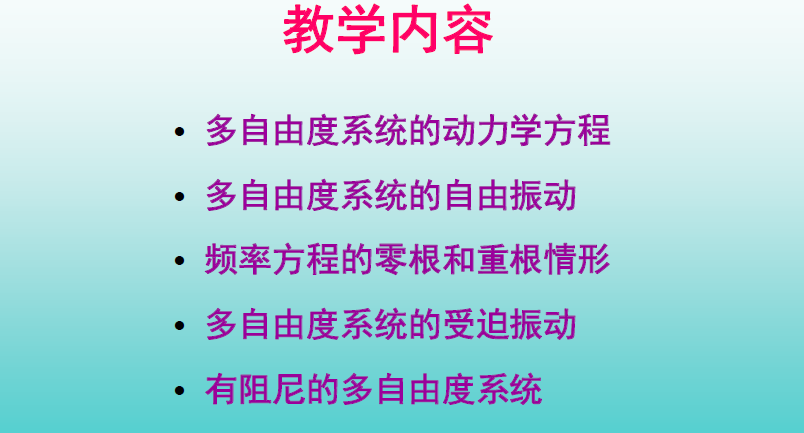 教学内容
• 多自由度系统的动力学方程
• 多自由度系统的自由振动
• 频率方程的零根和重根情形
• 多自由度系统的受迫振动
• 有阻尼的多自由度系统